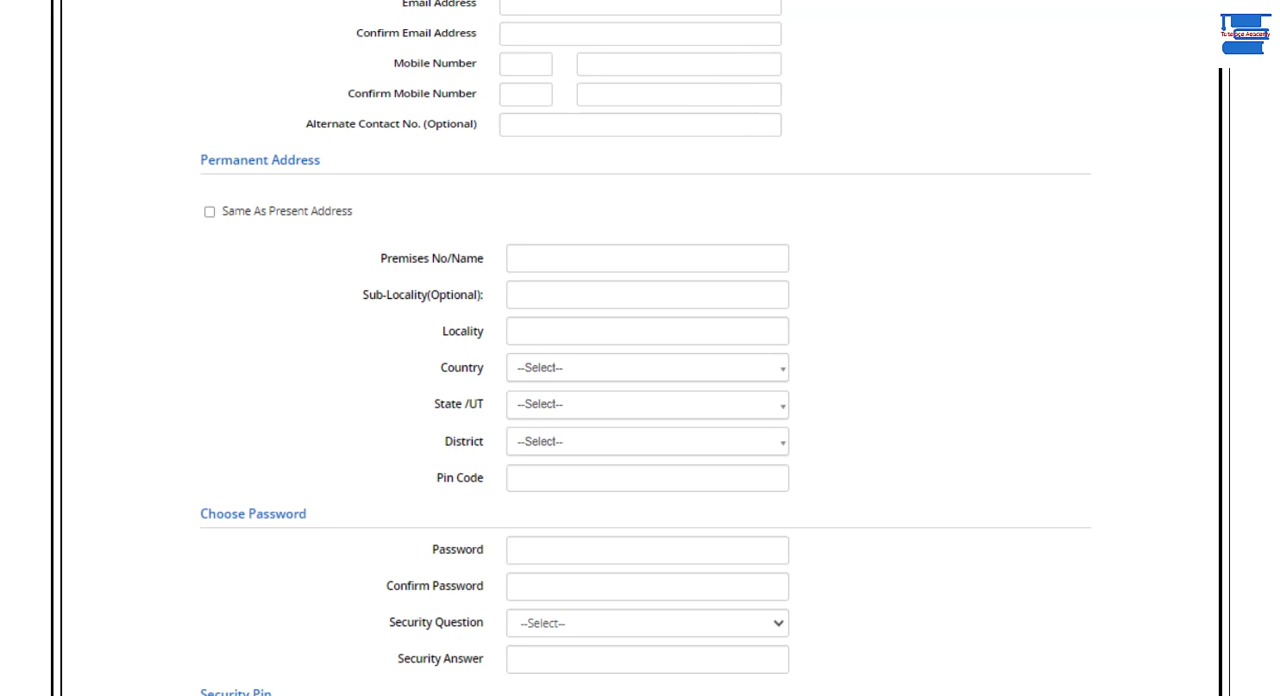 Email Address
Confirm Email Address
Mobile Number
Confirm Mobile Number
Alternate Contact No. (Optional)
Permanent Address
Same As Present Address
Premises No/Name
Sub-Locality(Optional):
Locality
Country --Select--
State /UT --Select--
District --Select--
Pin Code
Choose Password
Password
Confirm Password
Security Question --Select--
Security Answer
Security Pin